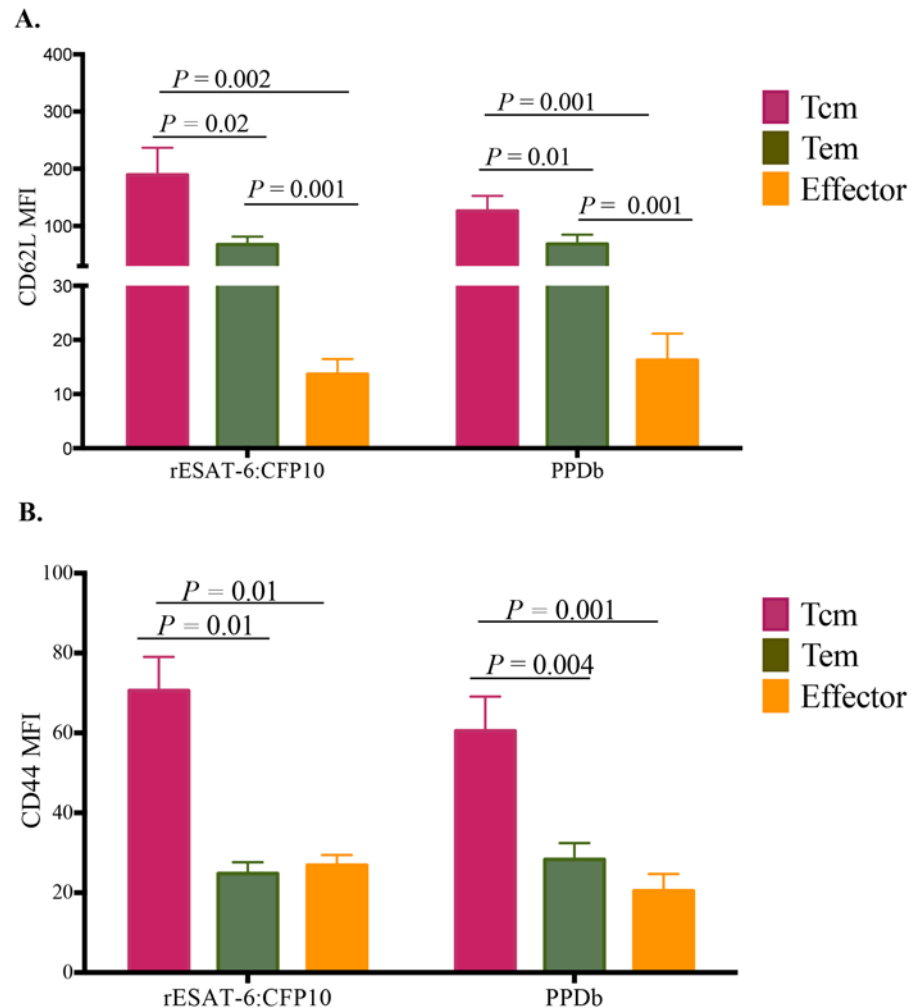 A.
400
300
200
100
30
20
10
0
CD62L MFI
P = 0.002
P = 0.02
P = 0.001
P = 0.001
P = 0.01
P = 0.001
rESAT-6:CFP10
PPDb
Tcm
Tem
Effector
B.
100
80
60
40
20
0
CD44 MFI
P = 0.01
P = 0.01
P = 0.001
P = 0.004
rESAT-6:CFP10
PPDb
Tcm
Tem
Effector